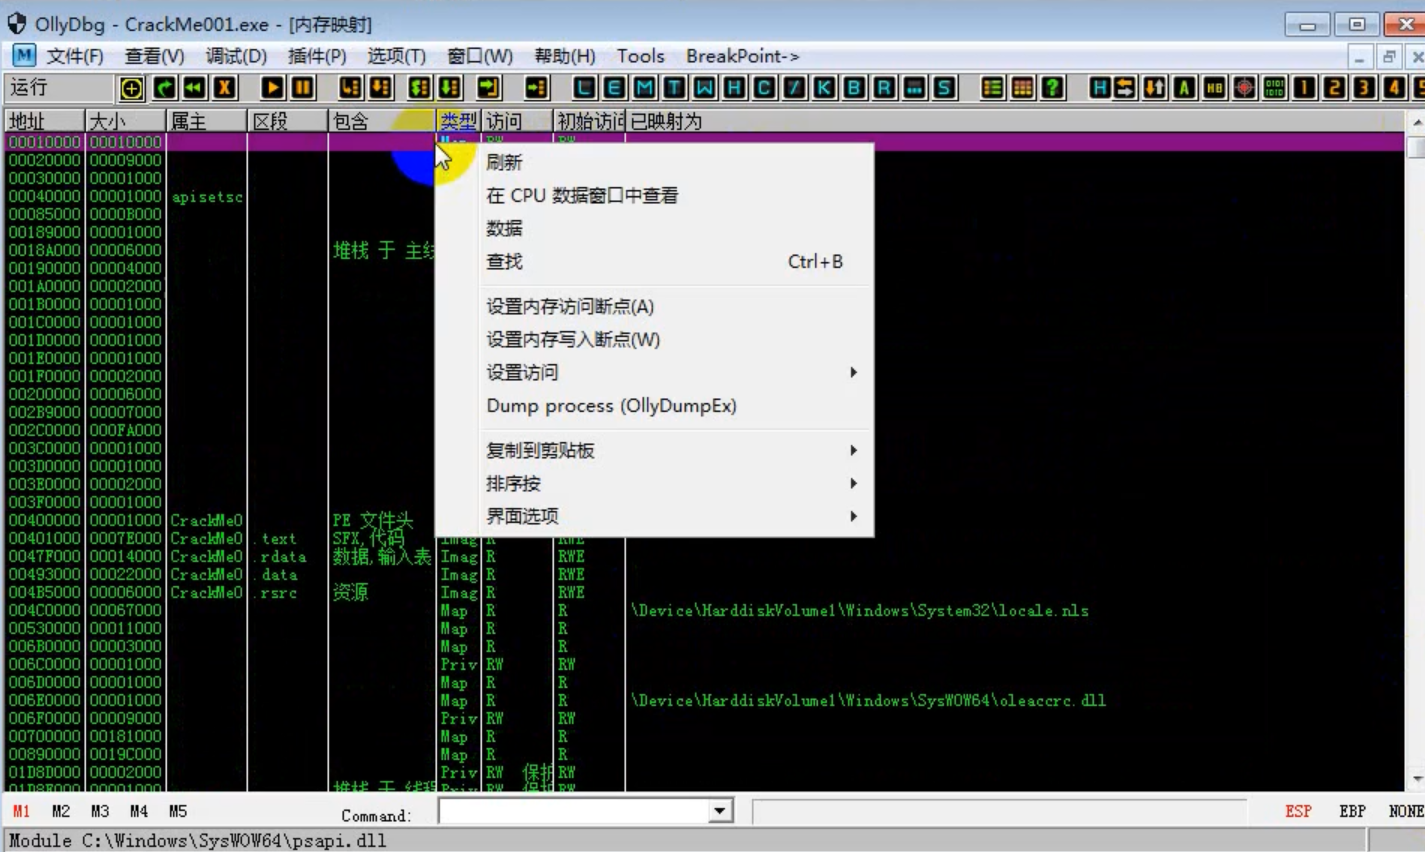 OllyDbg - CrackMe001.exe - [内存映射]
M 文件(F) 查看(V) 调试(D) 插件(P) 选项(T) 窗口(W) 帮助(H) Tools BreakPoint->
运行 X L E M T W H C / K B R ... S ? H A HB 1 2 3 4
地址 大小 属主 区段 包含 类型 访问 初始访问 已映射为
00010000 00010000
00020000 00009000
00030000 00001000
00040000 00001000 apisetsc
00085000 0000B000
00189000 00001000
0018A000 00006000 堆栈 于 主线
00190000 00004000
001A0000 00002000
001B0000 00001000
001C0000 00001000
001D0000 00001000
001E0000 00001000
001F0000 00002000
00200000 00006000
002B9000 00007000
002C0000 000FA000
003C0000 00001000
003D0000 00001000
003E0000 00002000
003F0000 00001000
00400000 00001000 CrackMe0 PE 文件头
00401000 0007E000 CrackMe0 .text SFX,代码 Imag R RWE
0047F000 00014000 CrackMe0 .rdata 数据,输入表 Imag R RWE
00493000 00022000 CrackMe0 .data Imag R RWE
004B5000 00006000 CrackMe0 .rsrc 资源 Imag R RWE
004C0000 00067000 Map R R \Device\HarddiskVolume1\Windows\System32\locale.nls
00530000 00011000 Map R R
006B0000 00003000 Map R R
006C0000 00001000 Priv RW RW
006D0000 00001000 Map R R
006E0000 00001000 Map R R \Device\HarddiskVolume1\Windows\SysWOW64\oleaccrc.dll
006F0000 00009000 Priv RW RW
00700000 00181000 Map R R
00890000 0019C000 Map R R
01D8D000 00002000 Priv RW 保护 RW
堆栈 于 线程 Priv RW 保护 RW
刷新
在 CPU 数据窗口中查看
数据
查找 Ctrl+B
设置内存访问断点(A)
设置内存写入断点(W)
设置访问
Dump process (OllyDumpEx)
复制到剪贴板
排序按
界面选项
M1 M2 M3 M4 M5 Command: ESP EBP NONE
Module C:\Windows\SysWOW64\psapi.dll